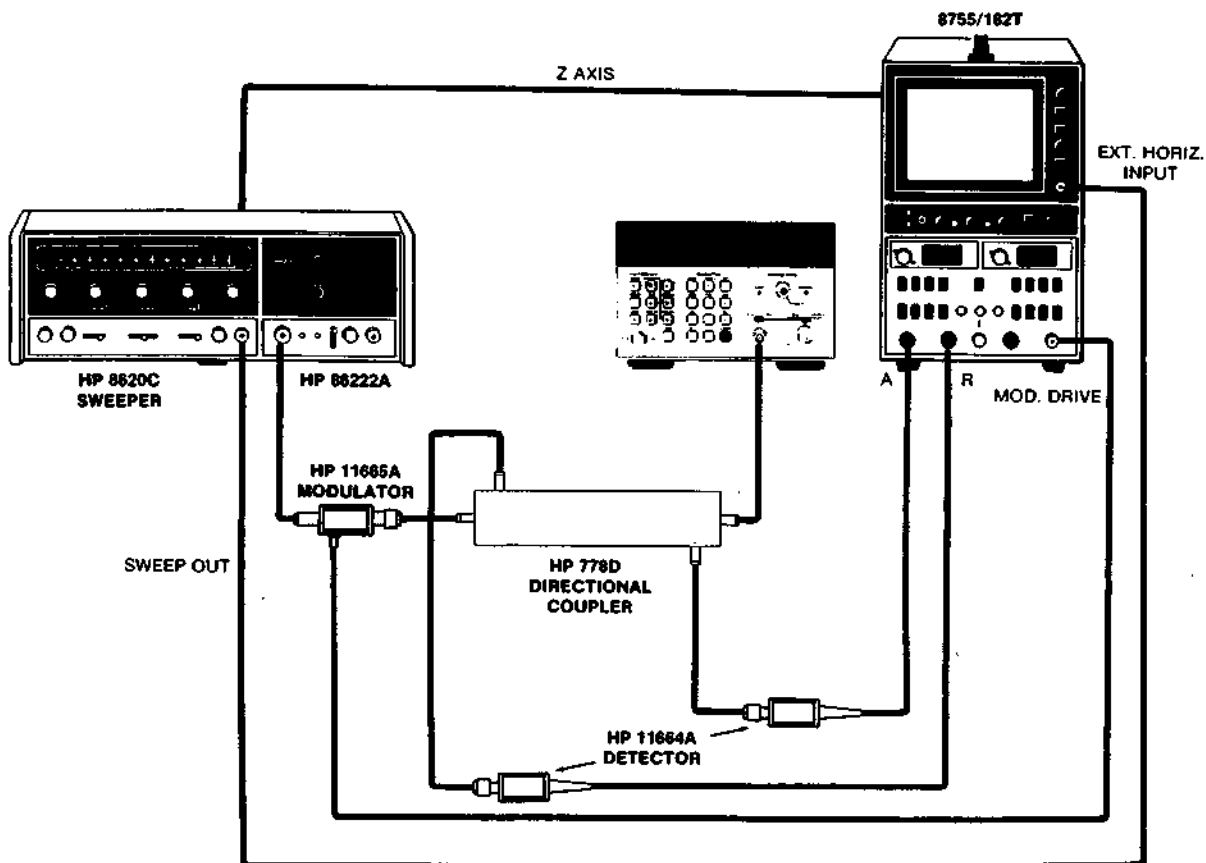 8755/182T
Z AXIS
EXT. HORIZ.
INPUT
HP 8620C
SWEEPER
HP 86222A
A
R
MOD. DRIVE
HP 11665A
MODULATOR
SWEEP OUT
HP 778D
DIRECTIONAL
COUPLER
HP 11664A
DETECTOR